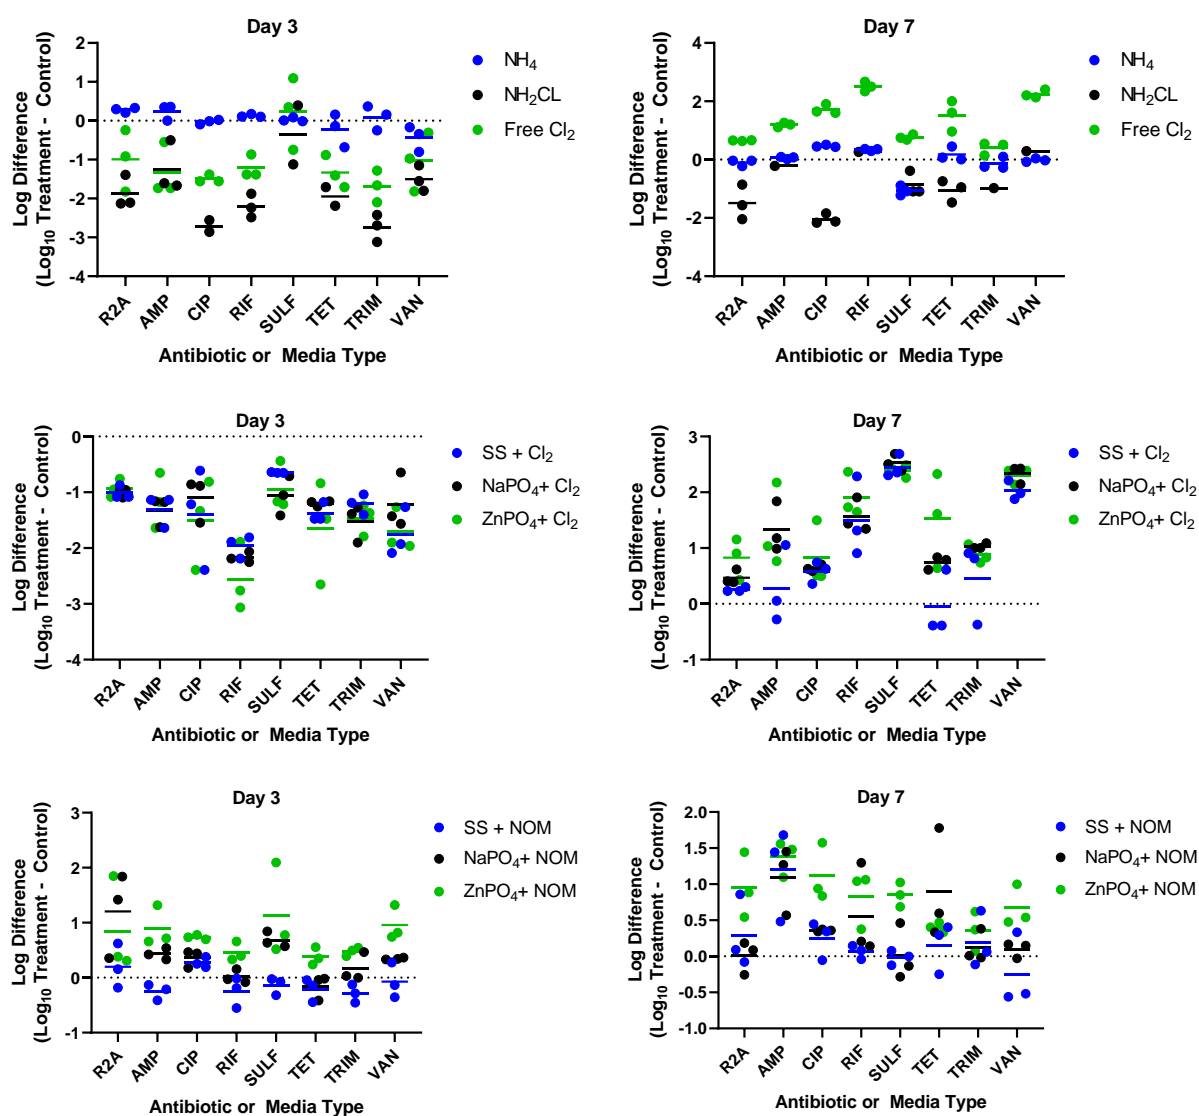 Day 3
Log Difference
(Log10 Treatment - Control)
2
1
0
-1
-2
-3
-4
R2A
AMP
CIP
RIF
SULF
TET
TRIM
VAN
Antibiotic or Media Type
NH4
NH2CL
Free Cl2
Day 7
Log Difference
(Log10 Treatment - Control)
4
2
0
-2
-4
R2A
AMP
CIP
RIF
SULF
TET
TRIM
VAN
Antibiotic or Media Type
NH4
NH2CL
Free Cl2
Day 3
Log Difference
(Log10 Treatment - Control)
0
-1
-2
-3
-4
R2A
AMP
CIP
RIF
SULF
TET
TRIM
VAN
Antibiotic or Media Type
SS + Cl2
NaPO4+ Cl2
ZnPO4+ Cl2
Day 7
Log Difference
(Log10 Treatment - Control)
3
2
1
0
-1
R2A
AMP
CIP
RIF
SULF
TET
TRIM
VAN
Antibiotic or Media Type
SS + Cl2
NaPO4+ Cl2
ZnPO4+ Cl2
Day 3
Log Difference
(Log10 Treatment - Control)
3
2
1
0
-1
R2A
AMP
CIP
RIF
SULF
TET
TRIM
VAN
Antibiotic or Media Type
SS + NOM
NaPO4+ NOM
ZnPO4+ NOM
Day 7
Log Difference
(Log10 Treatment - Control)
2.0
1.5
1.0
0.5
0.0
0.5
-1.0
R2A
AMP
CIP
RIF
SULF
TET
TRIM
VAN
Antibiotic or Media Type
SS + NOM
NaPO4+ NOM
ZnPO4+ NOM